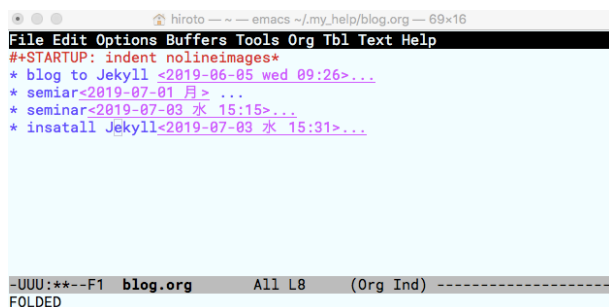 hiroto — ~ — emacs ~/.my_help/blog.org — 69×16
File Edit Options Buffers Tools Org Tbl Text Help
#+STARTUP: indent nolineimages*
* blog to Jekyll <2019-06-05 wed 09:26>...
* semiar<2019-07-01 月> ...
* seminar<2019-07-03 水 15:15>...
* insatall Jekyll<2019-07-03 水 15:31>...
-UUU:**--F1 blog.org All L8 (Org Ind) --------------------
FOLDED